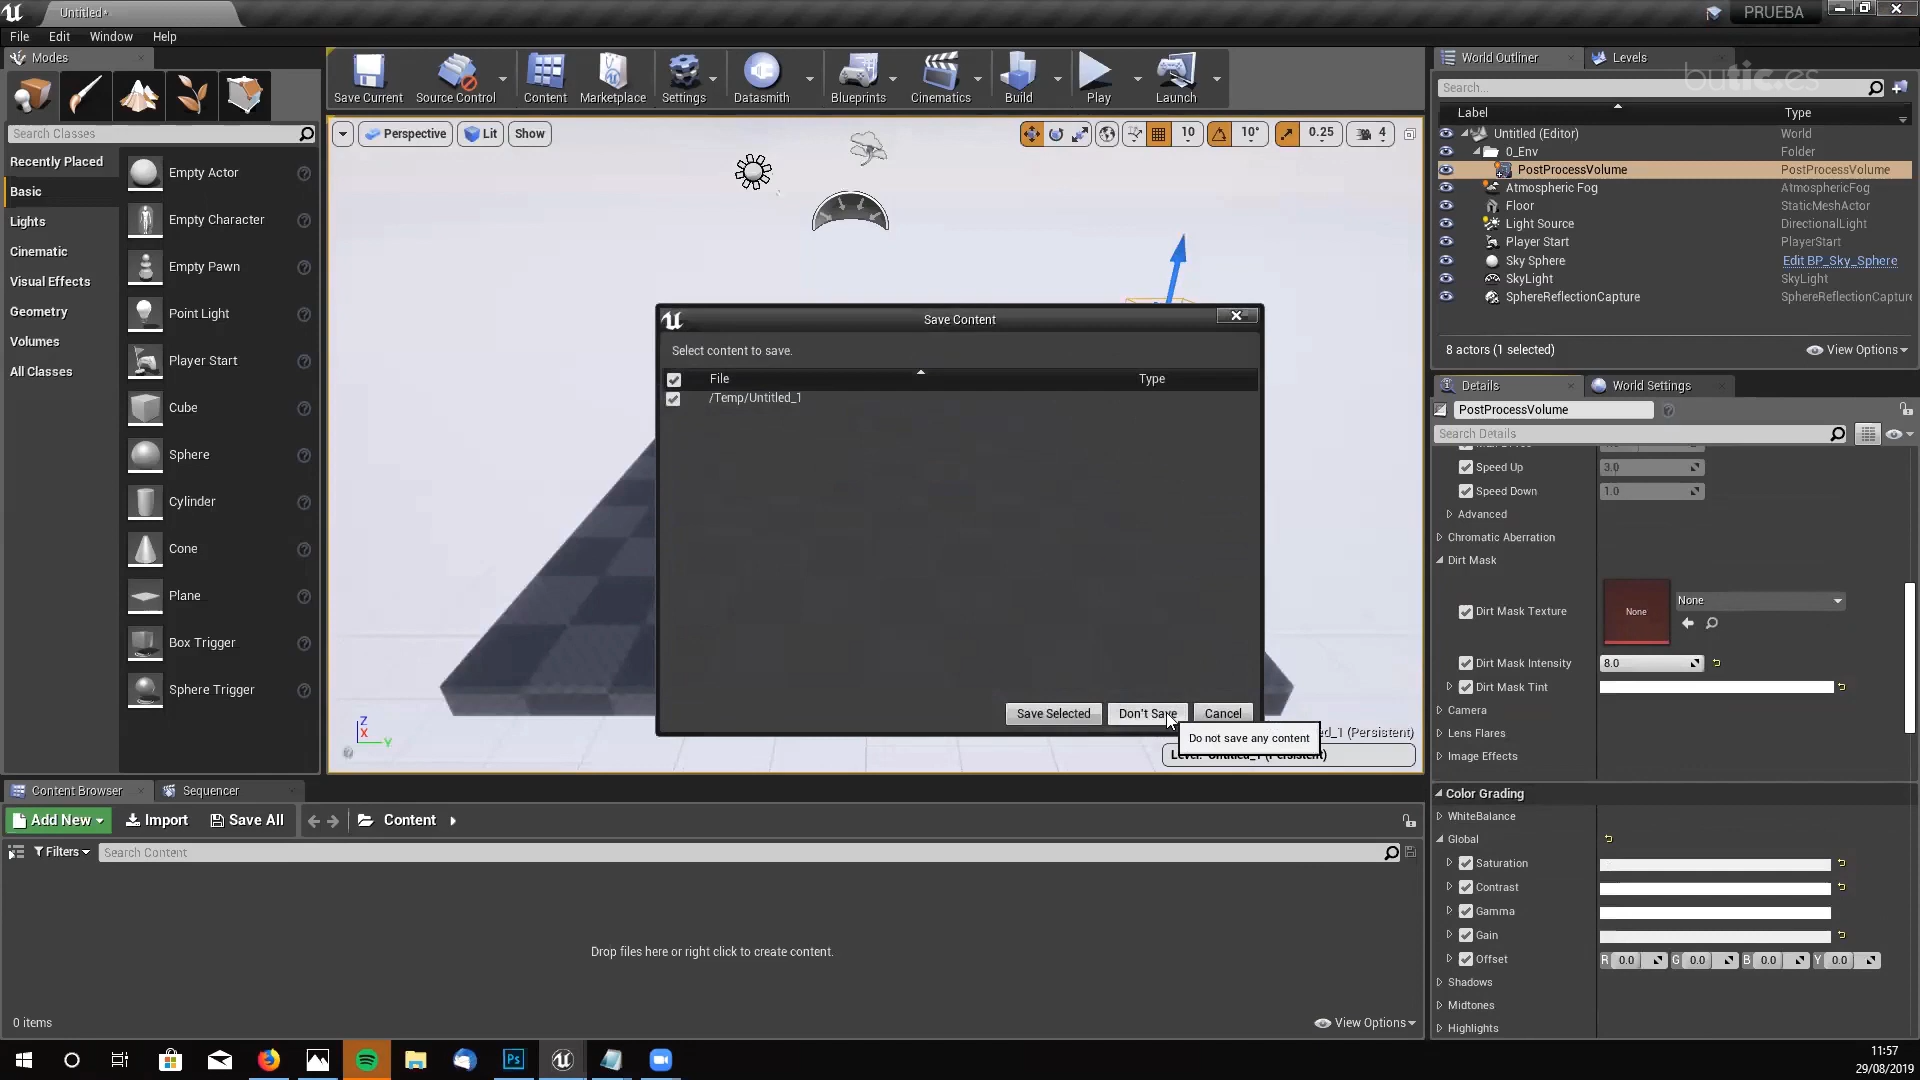 Untitled*
PRUEBA
File Edit Window Help
Modes
Save Current
Source Control
Content
Marketplace
Settings
Datasmith
Blueprints
Cinematics
Build
Play
Launch
World Outliner
Levels
butic.es
Search...
Label Type
Untitled (Editor) World
0_Env Folder
PostProcessVolume PostProcessVolume
Atmospheric Fog AtmosphericFog
Floor StaticMeshActor
Light Source DirectionalLight
Player Start PlayerStart
Sky Sphere Edit BP_Sky_Sphere
SkyLight SkyLight
SphereReflectionCapture SphereReflectionCapture
8 actors (1 selected)
View Options
Search Classes
Recently Placed
Basic
Lights
Cinematic
Visual Effects
Geometry
Volumes
All Classes
Empty Actor
Empty Character
Empty Pawn
Point Light
Player Start
Cube
Sphere
Cylinder
Cone
Plane
Box Trigger
Sphere Trigger
Perspective
Lit
Show
10
10°
0.25
4
Save Content
Select content to save.
File Type
/Temp/Untitled_1
Save Selected
Don't Save
Cancel
Do not save any content
ed_1 (Persistent)
Z
X
Y
Details
World Settings
PostProcessVolume
Search Details
Speed Up 3.0
Speed Down 1.0
Advanced
Chromatic Aberration
Dirt Mask
Dirt Mask Texture None None
Dirt Mask Intensity 8.0
Dirt Mask Tint
Camera
Lens Flares
Image Effects
Color Grading
WhiteBalance
Global
Saturation
Contrast
Gamma
Gain
Offset R 0.0 G 0.0 B 0.0 Y 0.0
Shadows
Midtones
Highlights
Content Browser
Sequencer
Add New
Import
Save All
Content
Filters
Search Content
Drop files here or right click to create content.
0 items
View Options
Ps
11:57
29/08/2019